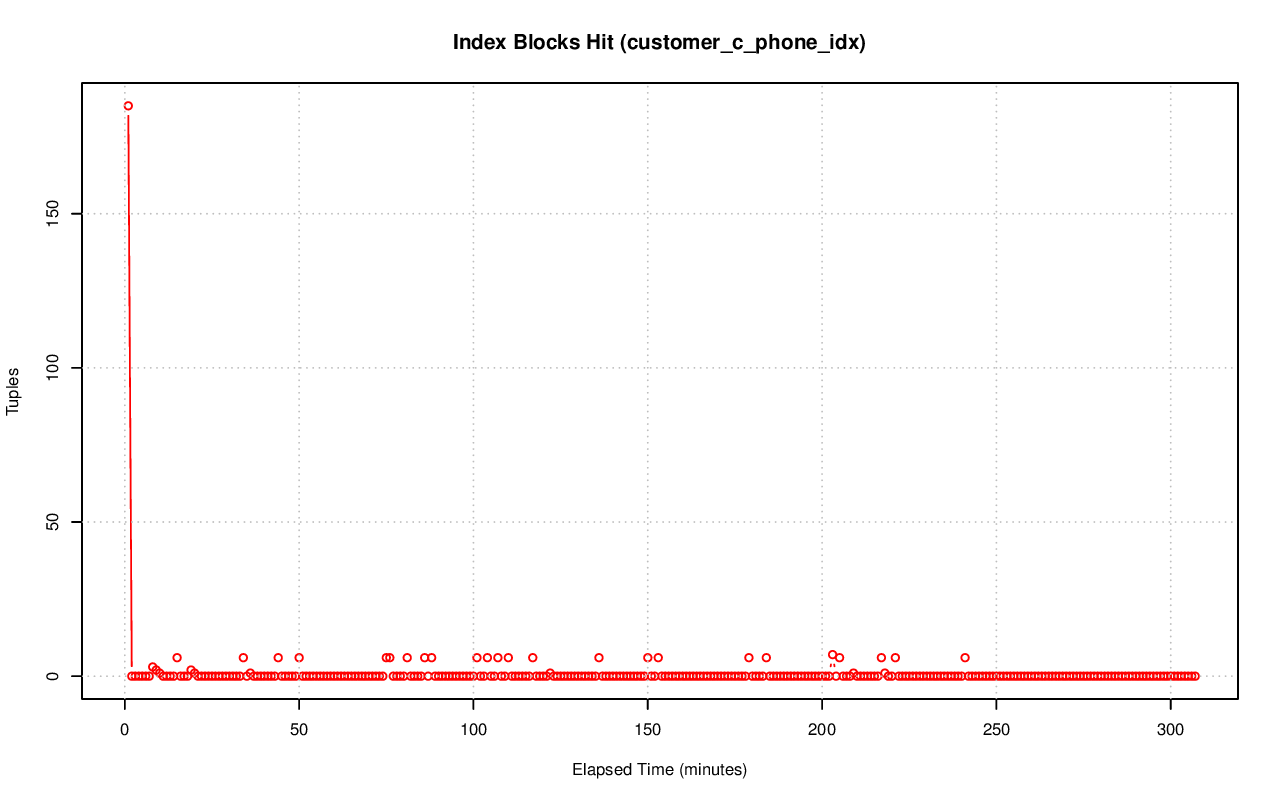 Index Blocks Hit (customer_c_phone_idx)
Tuples
150
100
50
0
0 50 100 150 200 250 300
Elapsed Time (minutes)